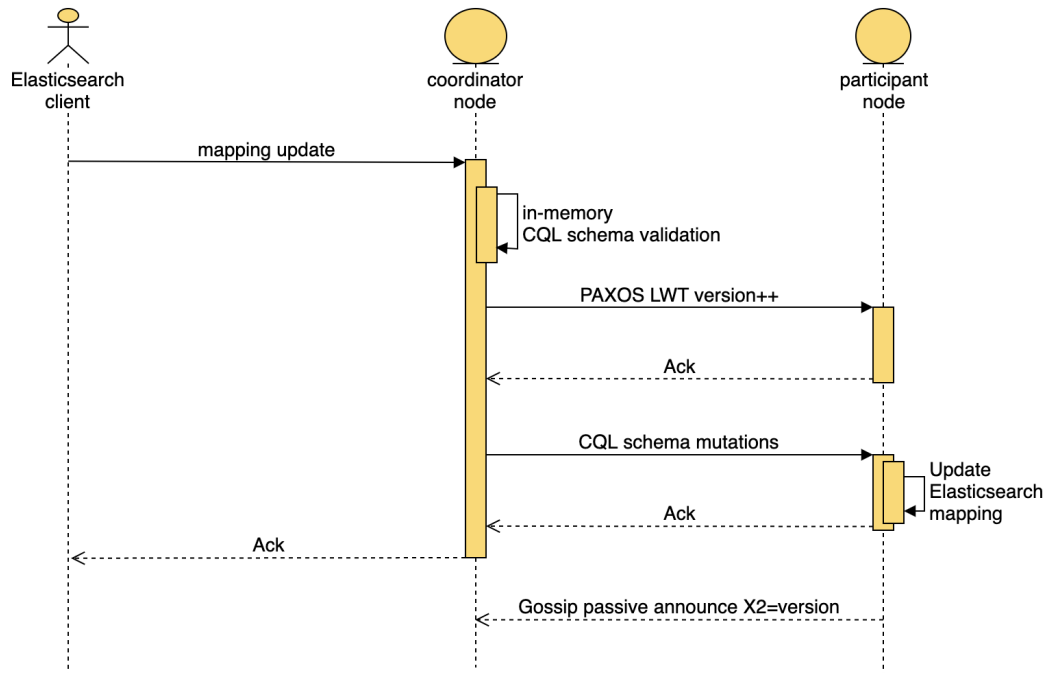 Elasticsearch
client
coordinator
node
participant
node
mapping update
in-memory
CQL schema validation
PAXOS LWT version++
Ack
CQL schema mutations
Update
Elasticsearch
mapping
Ack
Ack
Gossip passive announce X2=version